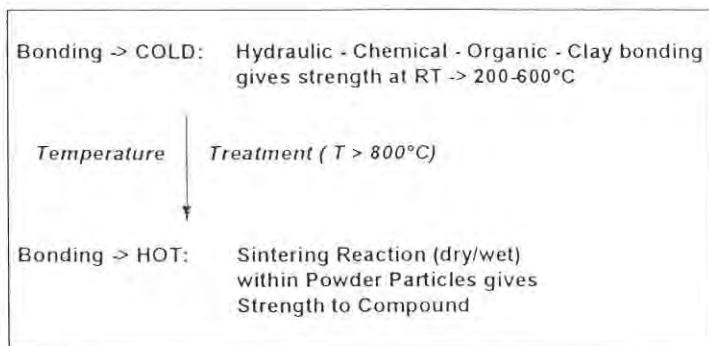 Bonding -> COLD: Hydraulic - Chemical - Organic - Clay bonding
gives strength at RT -> 200-600°C
Temperature Treatment ( T > 800°C)
Bonding -> HOT: Sintering Reaction (dry/wet)
within Powder Particles gives
Strength to Compound